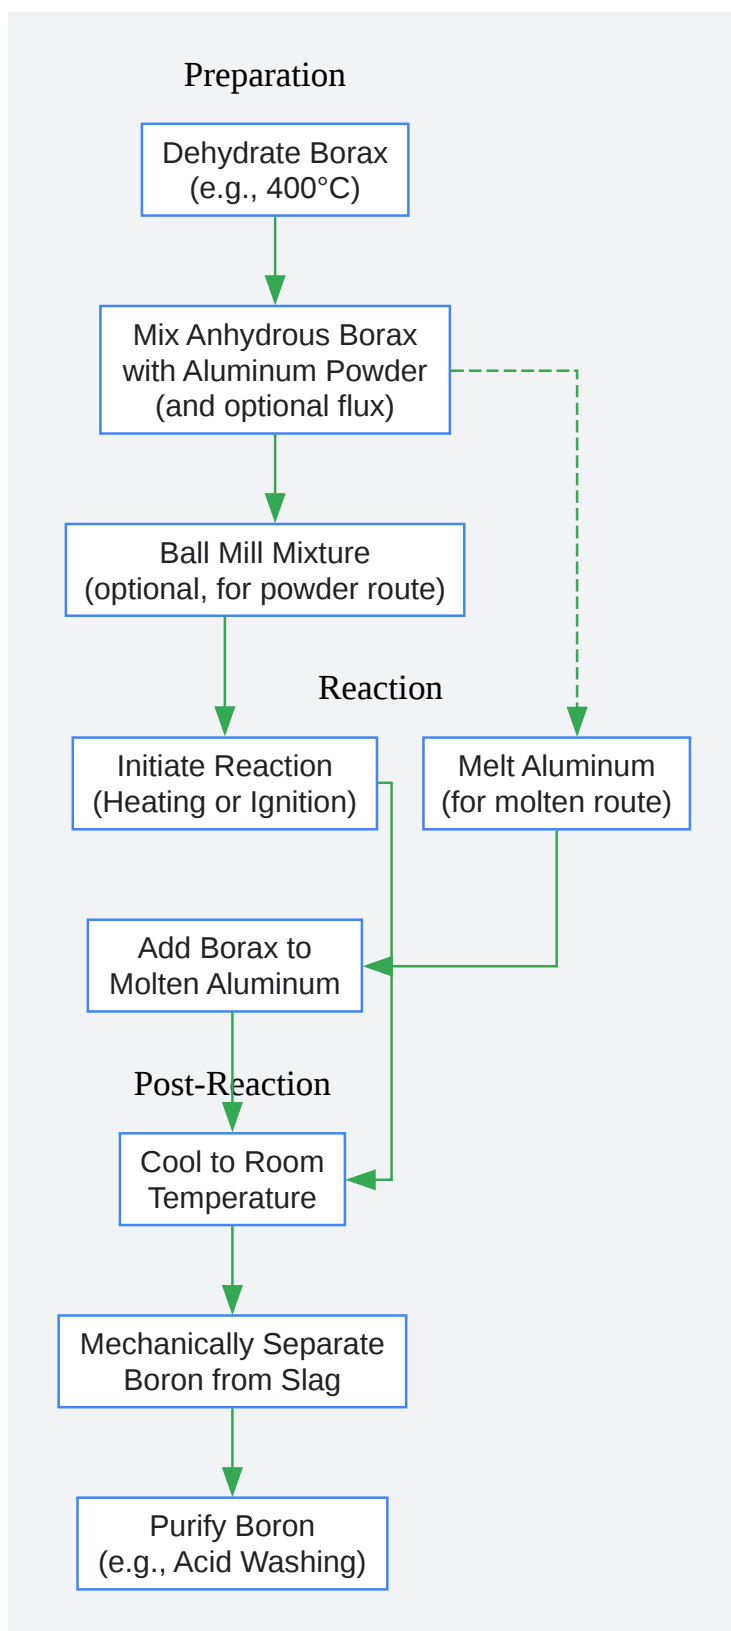 Preparation
Dehydrate Borax
(e.g., 400°C)
Mix Anhydrous Borax
with Aluminum Powder
(and optional flux)
Ball Mill Mixture
(optional, for powder route)
Reaction
Initiate Reaction
(Heating or Ignition)
Melt Aluminum
(for molten route)
Add Borax to
Molten Aluminum
Post-Reaction
Cool to Room
Temperature
Mechanically Separate
Boron from Slag
Purify Boron
(e.g., Acid Washing)